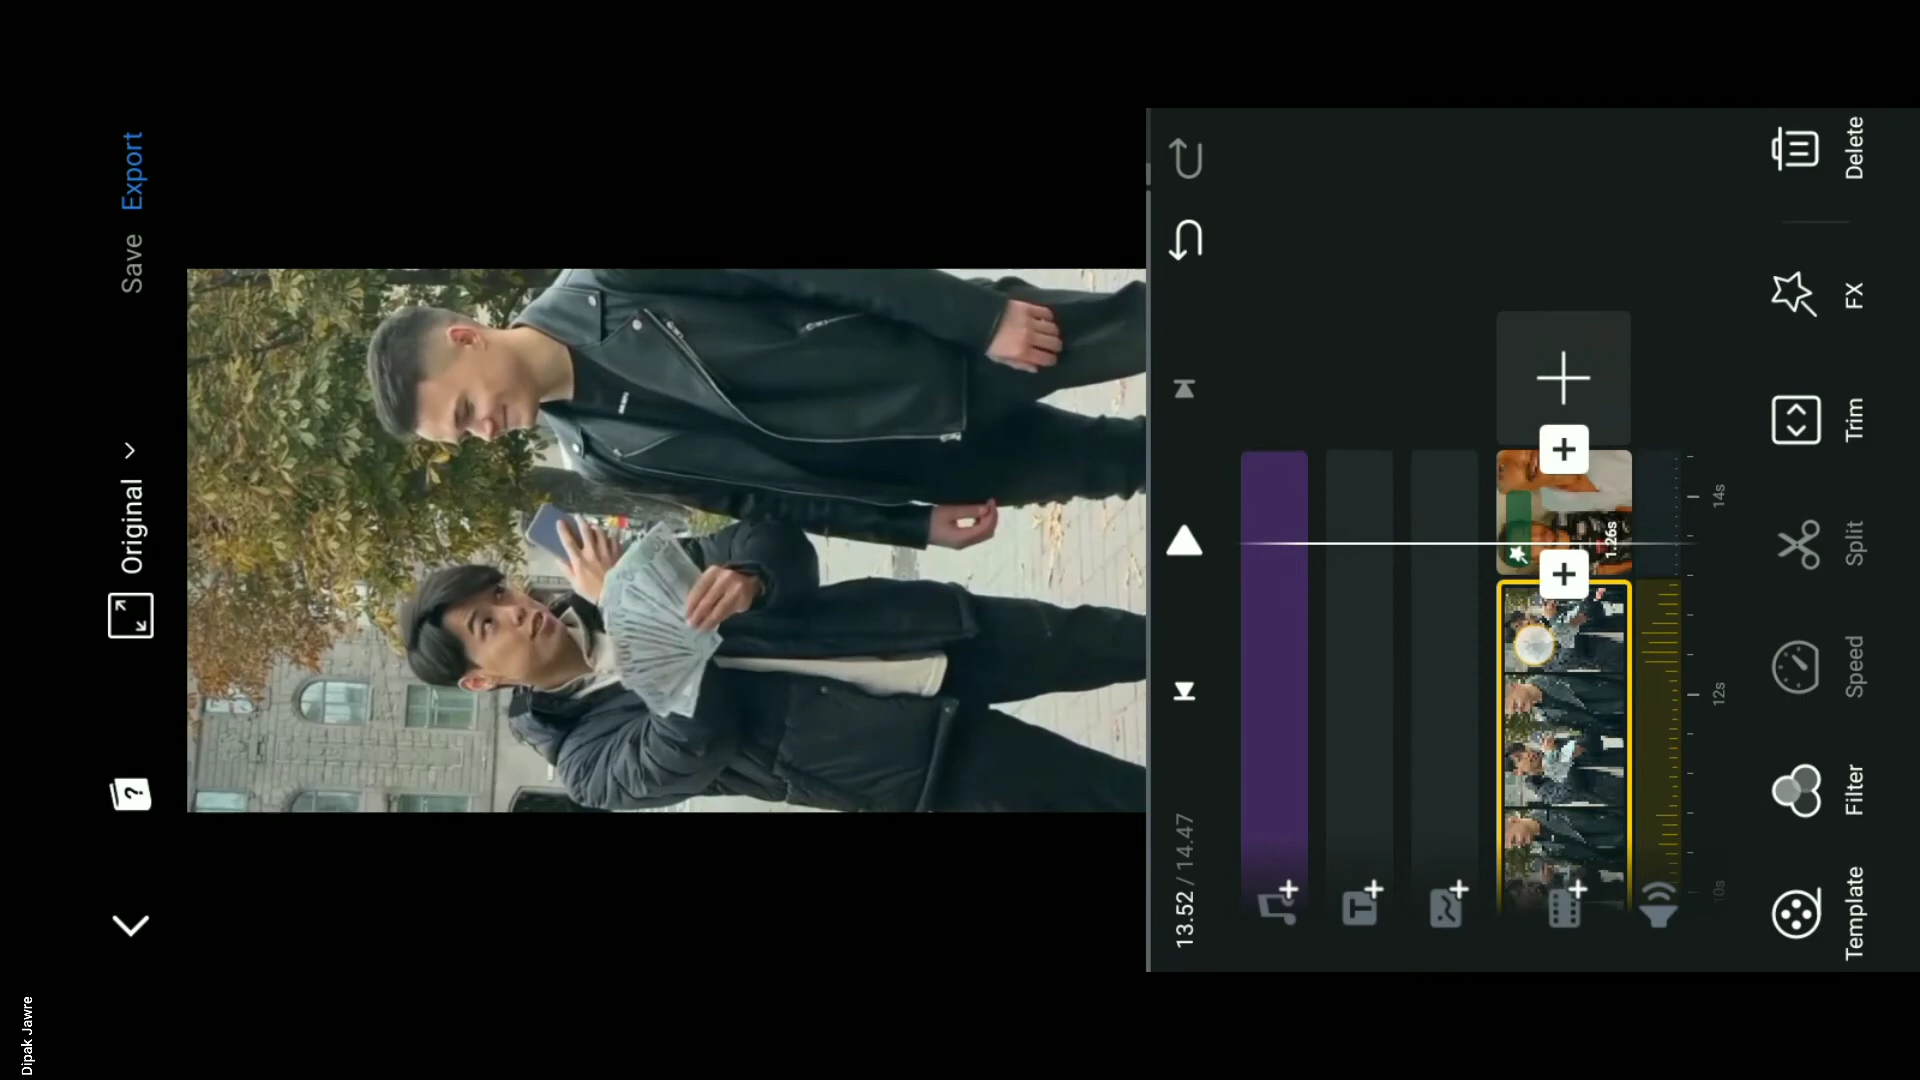 ?
Original
Save
Export
13.52 / 14.47
1.26s
10s
12s
14s
Template
Filter
Speed
Split
Trim
FX
Delete
Dipak Jawre